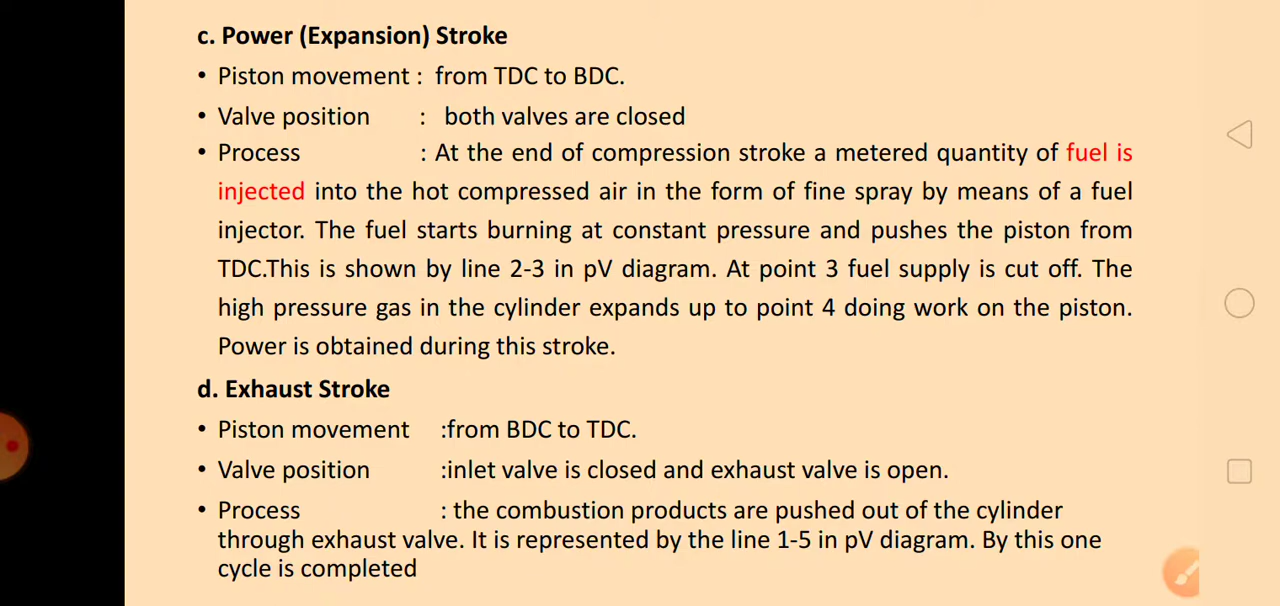 c. Power (Expansion) Stroke
• Piston movement : from TDC to BDC.
• Valve position : both valves are closed
• Process : At the end of compression stroke a metered quantity of fuel is
injected into the hot compressed air in the form of fine spray by means of a fuel
injector. The fuel starts burning at constant pressure and pushes the piston from
TDC.This is shown by line 2-3 in pV diagram. At point 3 fuel supply is cut off. The
high pressure gas in the cylinder expands up to point 4 doing work on the piston.
Power is obtained during this stroke.
d. Exhaust Stroke
• Piston movement :from BDC to TDC.
• Valve position :inlet valve is closed and exhaust valve is open.
• Process : the combustion products are pushed out of the cylinder
through exhaust valve. It is represented by the line 1-5 in pV diagram. By this one
cycle is completed